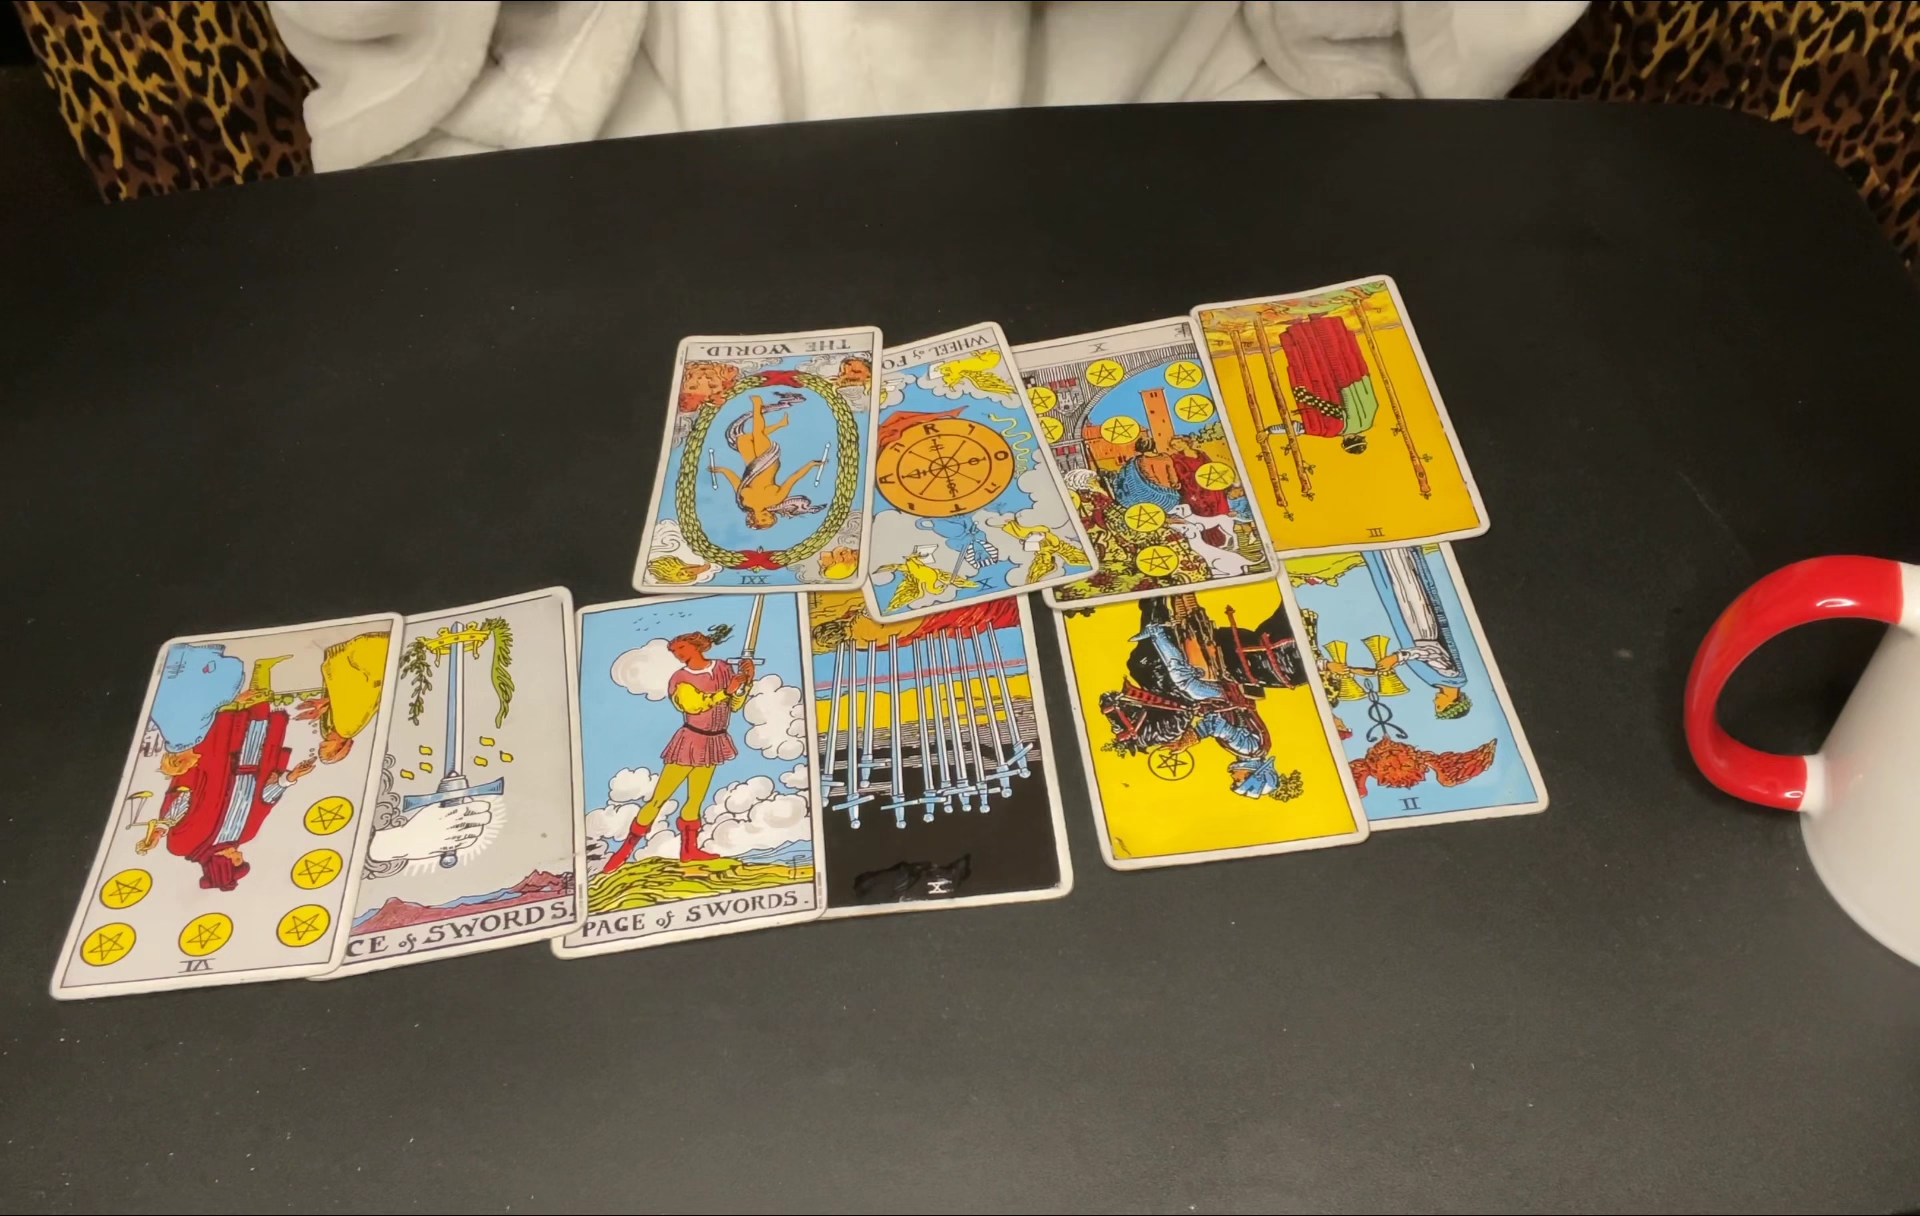 THE WORLD.
WHEEL of FO
X
III
XXI
X
R
O
T
A
II
VI
CE of SWORDS.
PAGE of SWORDS.
X